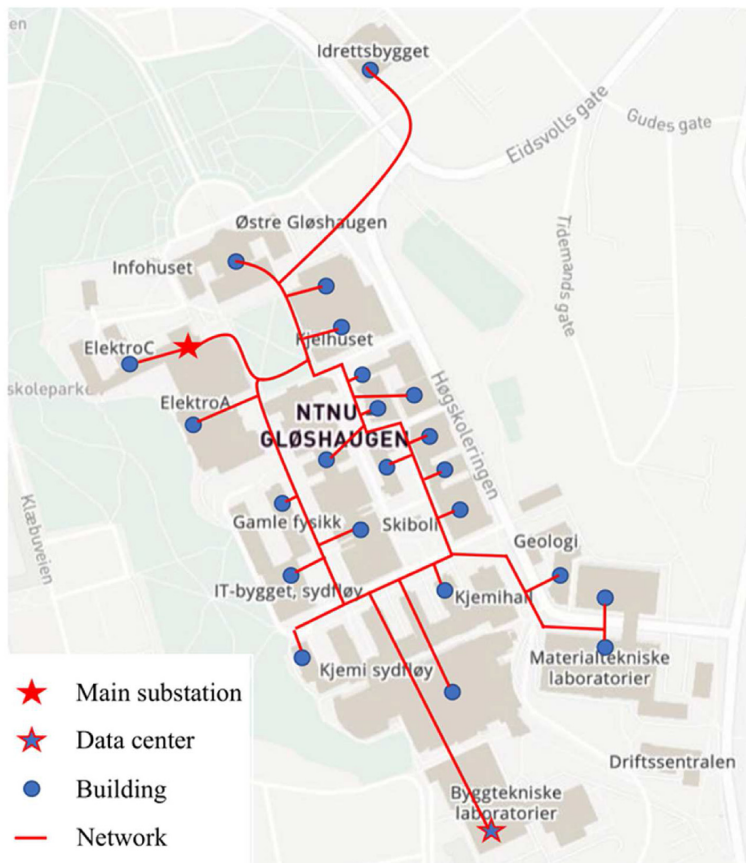 en
Idrettsbygget
Eidsvolls gate
Gudes gate
Østre Gløshaugen
Infohuset
Tidemands gate
Kjelhuset
ElektroC
skoleparken
ElektroA
NTNU
GLØSHAUGEN
Høgskoleringen
Klæbuveien
Gamle fysikk
Skiboli
Geologi
IT-bygget, sydfløy
Kjemihall
Kjemi sydfløy
Materialtekniske
laboratorier
Main substation
Data center
Driftssentralen
Building
Byggtekniske
laboratorier
Network